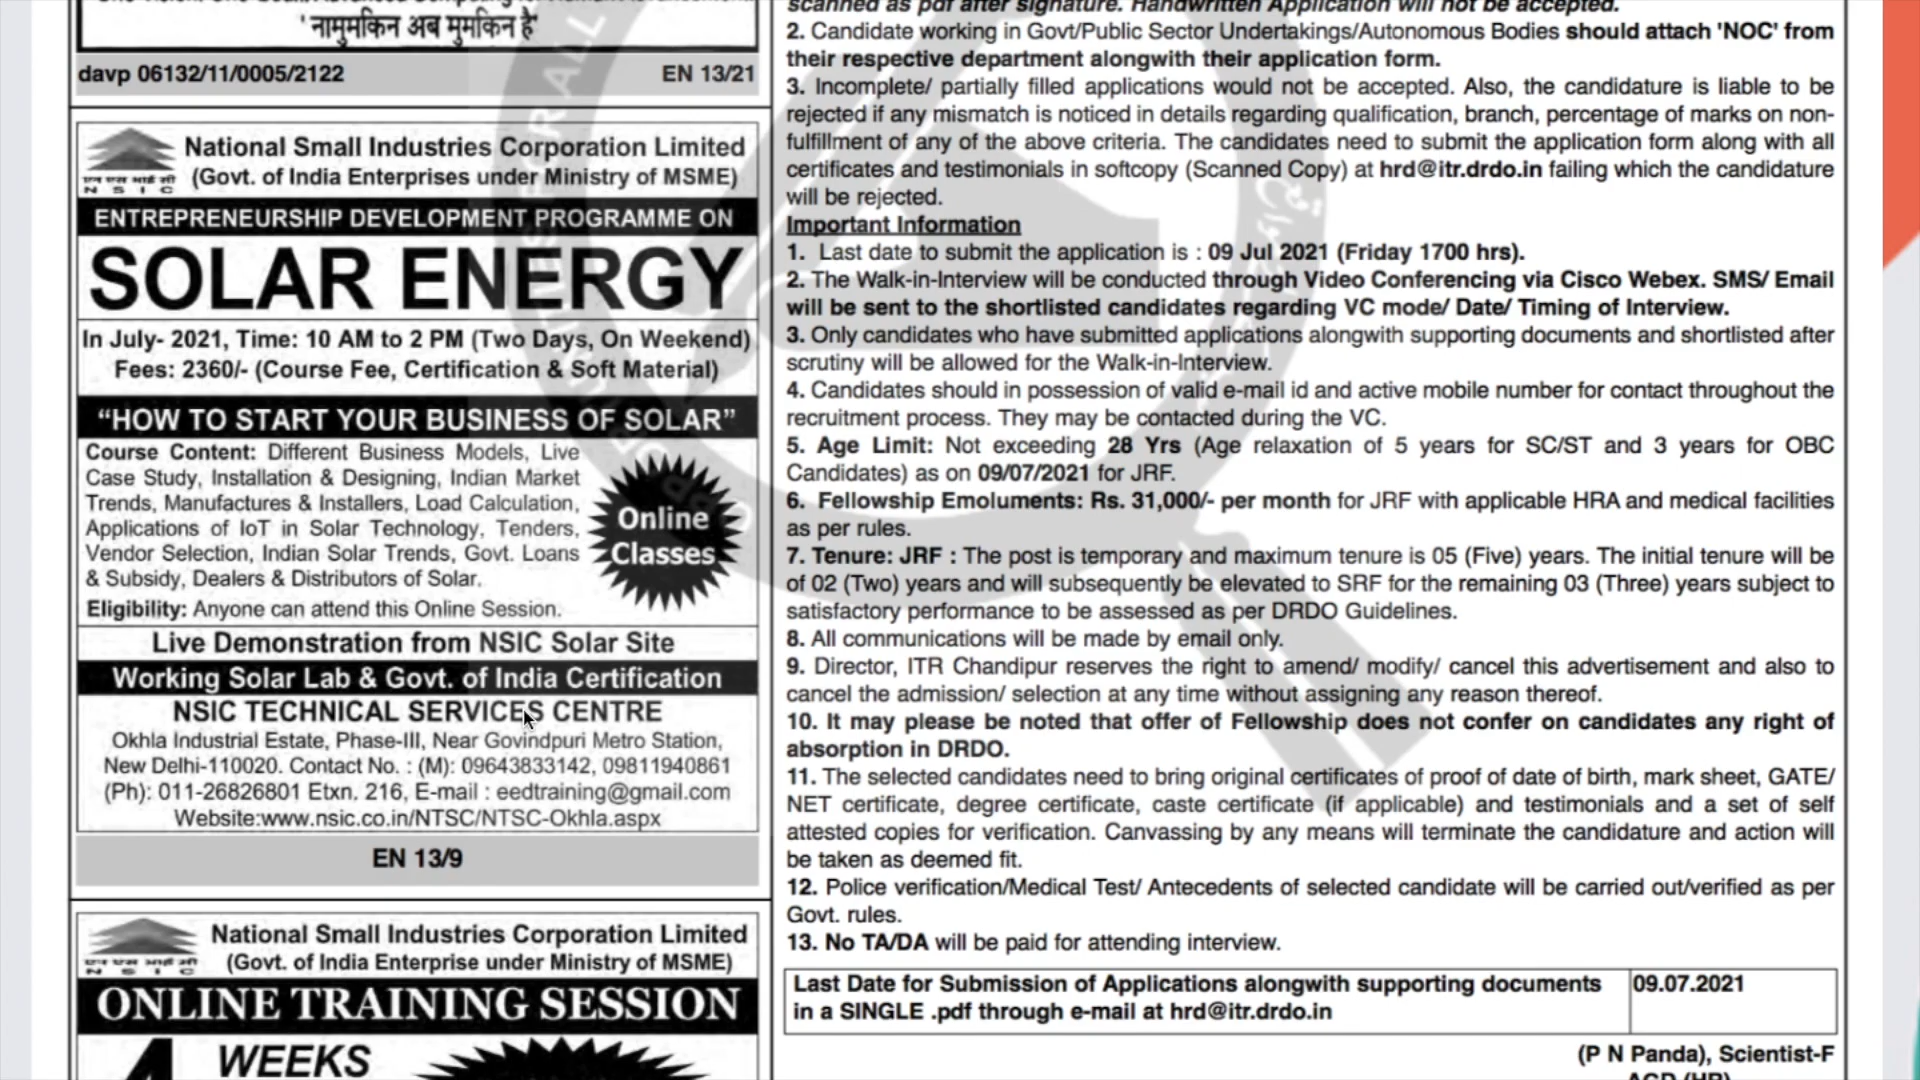 'नामुमकिन अब मुमकिन है'
davp 06132/11/0005/2122 EN 13/21
National Small Industries Corporation Limited
(Govt. of India Enterprises under Ministry of MSME)
एन एस आई सी
N S I C
ENTREPRENEURSHIP DEVELOPMENT PROGRAMME ON
SOLAR ENERGY
In July- 2021, Time: 10 AM to 2 PM (Two Days, On Weekend)
Fees: 2360/- (Course Fee, Certification & Soft Material)
“HOW TO START YOUR BUSINESS OF SOLAR”
Course Content: Different Business Models, Live
Case Study, Installation & Designing, Indian Market
Trends, Manufactures & Installers, Load Calculation,
Applications of IoT in Solar Technology, Tenders,
Vendor Selection, Indian Solar Trends, Govt. Loans
& Subsidy, Dealers & Distributors of Solar.
Eligibility: Anyone can attend this Online Session.
Online
Classes
Live Demonstration from NSIC Solar Site
Working Solar Lab & Govt. of India Certification
NSIC TECHNICAL SERVICES CENTRE
Okhla Industrial Estate, Phase-III, Near Govindpuri Metro Station,
New Delhi-110020. Contact No. : (M): 09643833142, 09811940861
(Ph): 011-26826801 Etxn. 216, E-mail : eedtraining@gmail.com
Website:www.nsic.co.in/NTSC/NTSC-Okhla.aspx
EN 13/9
National Small Industries Corporation Limited
(Govt. of India Enterprise under Ministry of MSME)
एन एस आई सी
N S I C
ONLINE TRAINING SESSION
4 WEEKS
scanned as pdf after signature. Handwritten Application will not be accepted.
2. Candidate working in Govt/Public Sector Undertakings/Autonomous Bodies should attach 'NOC' from
their respective department alongwith their application form.
3. Incomplete/ partially filled applications would not be accepted. Also, the candidature is liable to be
rejected if any mismatch is noticed in details regarding qualification, branch, percentage of marks on non-
fulfillment of any of the above criteria. The candidates need to submit the application form along with all
certificates and testimonials in softcopy (Scanned Copy) at hrd@itr.drdo.in failing which the candidature
will be rejected.
Important Information
1. Last date to submit the application is : 09 Jul 2021 (Friday 1700 hrs).
2. The Walk-in-Interview will be conducted through Video Conferencing via Cisco Webex. SMS/ Email
will be sent to the shortlisted candidates regarding VC mode/ Date/ Timing of Interview.
3. Only candidates who have submitted applications alongwith supporting documents and shortlisted after
scrutiny will be allowed for the Walk-in-Interview.
4. Candidates should in possession of valid e-mail id and active mobile number for contact throughout the
recruitment process. They may be contacted during the VC.
5. Age Limit: Not exceeding 28 Yrs (Age relaxation of 5 years for SC/ST and 3 years for OBC
Candidates) as on 09/07/2021 for JRF.
6. Fellowship Emoluments: Rs. 31,000/- per month for JRF with applicable HRA and medical facilities
as per rules.
7. Tenure: JRF : The post is temporary and maximum tenure is 05 (Five) years. The initial tenure will be
of 02 (Two) years and will subsequently be elevated to SRF for the remaining 03 (Three) years subject to
satisfactory performance to be assessed as per DRDO Guidelines.
8. All communications will be made by email only.
9. Director, ITR Chandipur reserves the right to amend/ modify/ cancel this advertisement and also to
cancel the admission/ selection at any time without assigning any reason thereof.
10. It may please be noted that offer of Fellowship does not confer on candidates any right of
absorption in DRDO.
11. The selected candidates need to bring original certificates of proof of date of birth, mark sheet, GATE/
NET certificate, degree certificate, caste certificate (if applicable) and testimonials and a set of self
attested copies for verification. Canvassing by any means will terminate the candidature and action will
be taken as deemed fit.
12. Police verification/Medical Test/ Antecedents of selected candidate will be carried out/verified as per
Govt. rules.
13. No TA/DA will be paid for attending interview.
Last Date for Submission of Applications alongwith supporting documents 09.07.2021
in a SINGLE .pdf through e-mail at hrd@itr.drdo.in
(P N Panda), Scientist-F